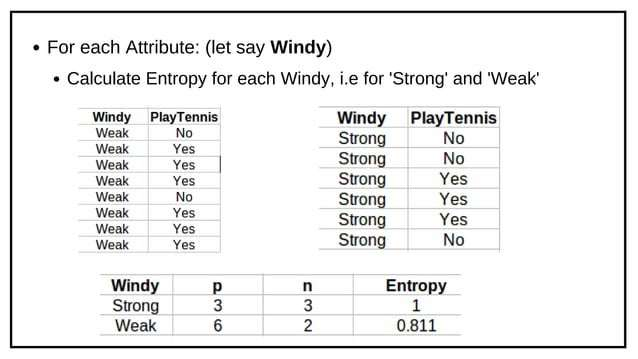 • For each Attribute: (let say Windy)
• Calculate Entropy for each Windy, i.e for 'Strong' and 'Weak'
Windy PlayTennis
Weak No
Weak Yes
Weak Yes
Weak Yes
Weak No
Weak Yes
Weak Yes
Weak Yes
Windy PlayTennis
Strong No
Strong No
Strong Yes
Strong Yes
Strong Yes
Strong No
Windy p n Entropy
Strong 3 3 1
Weak 6 2 0.811